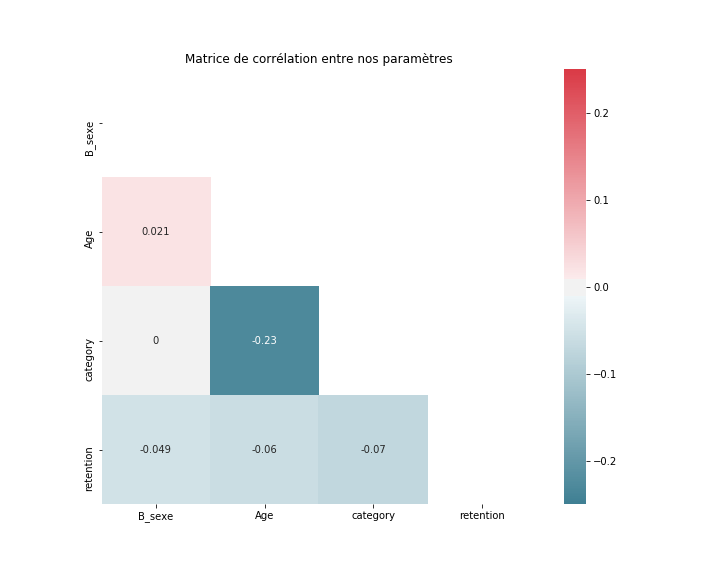 Matrice de corrélation entre nos paramètres
B_sexe
Age
category
retention
0.021
0
-0.23
-0.049
-0.06
-0.07
B_sexe
Age
category
retention
0.2
0.1
0.0
−0.1
−0.2